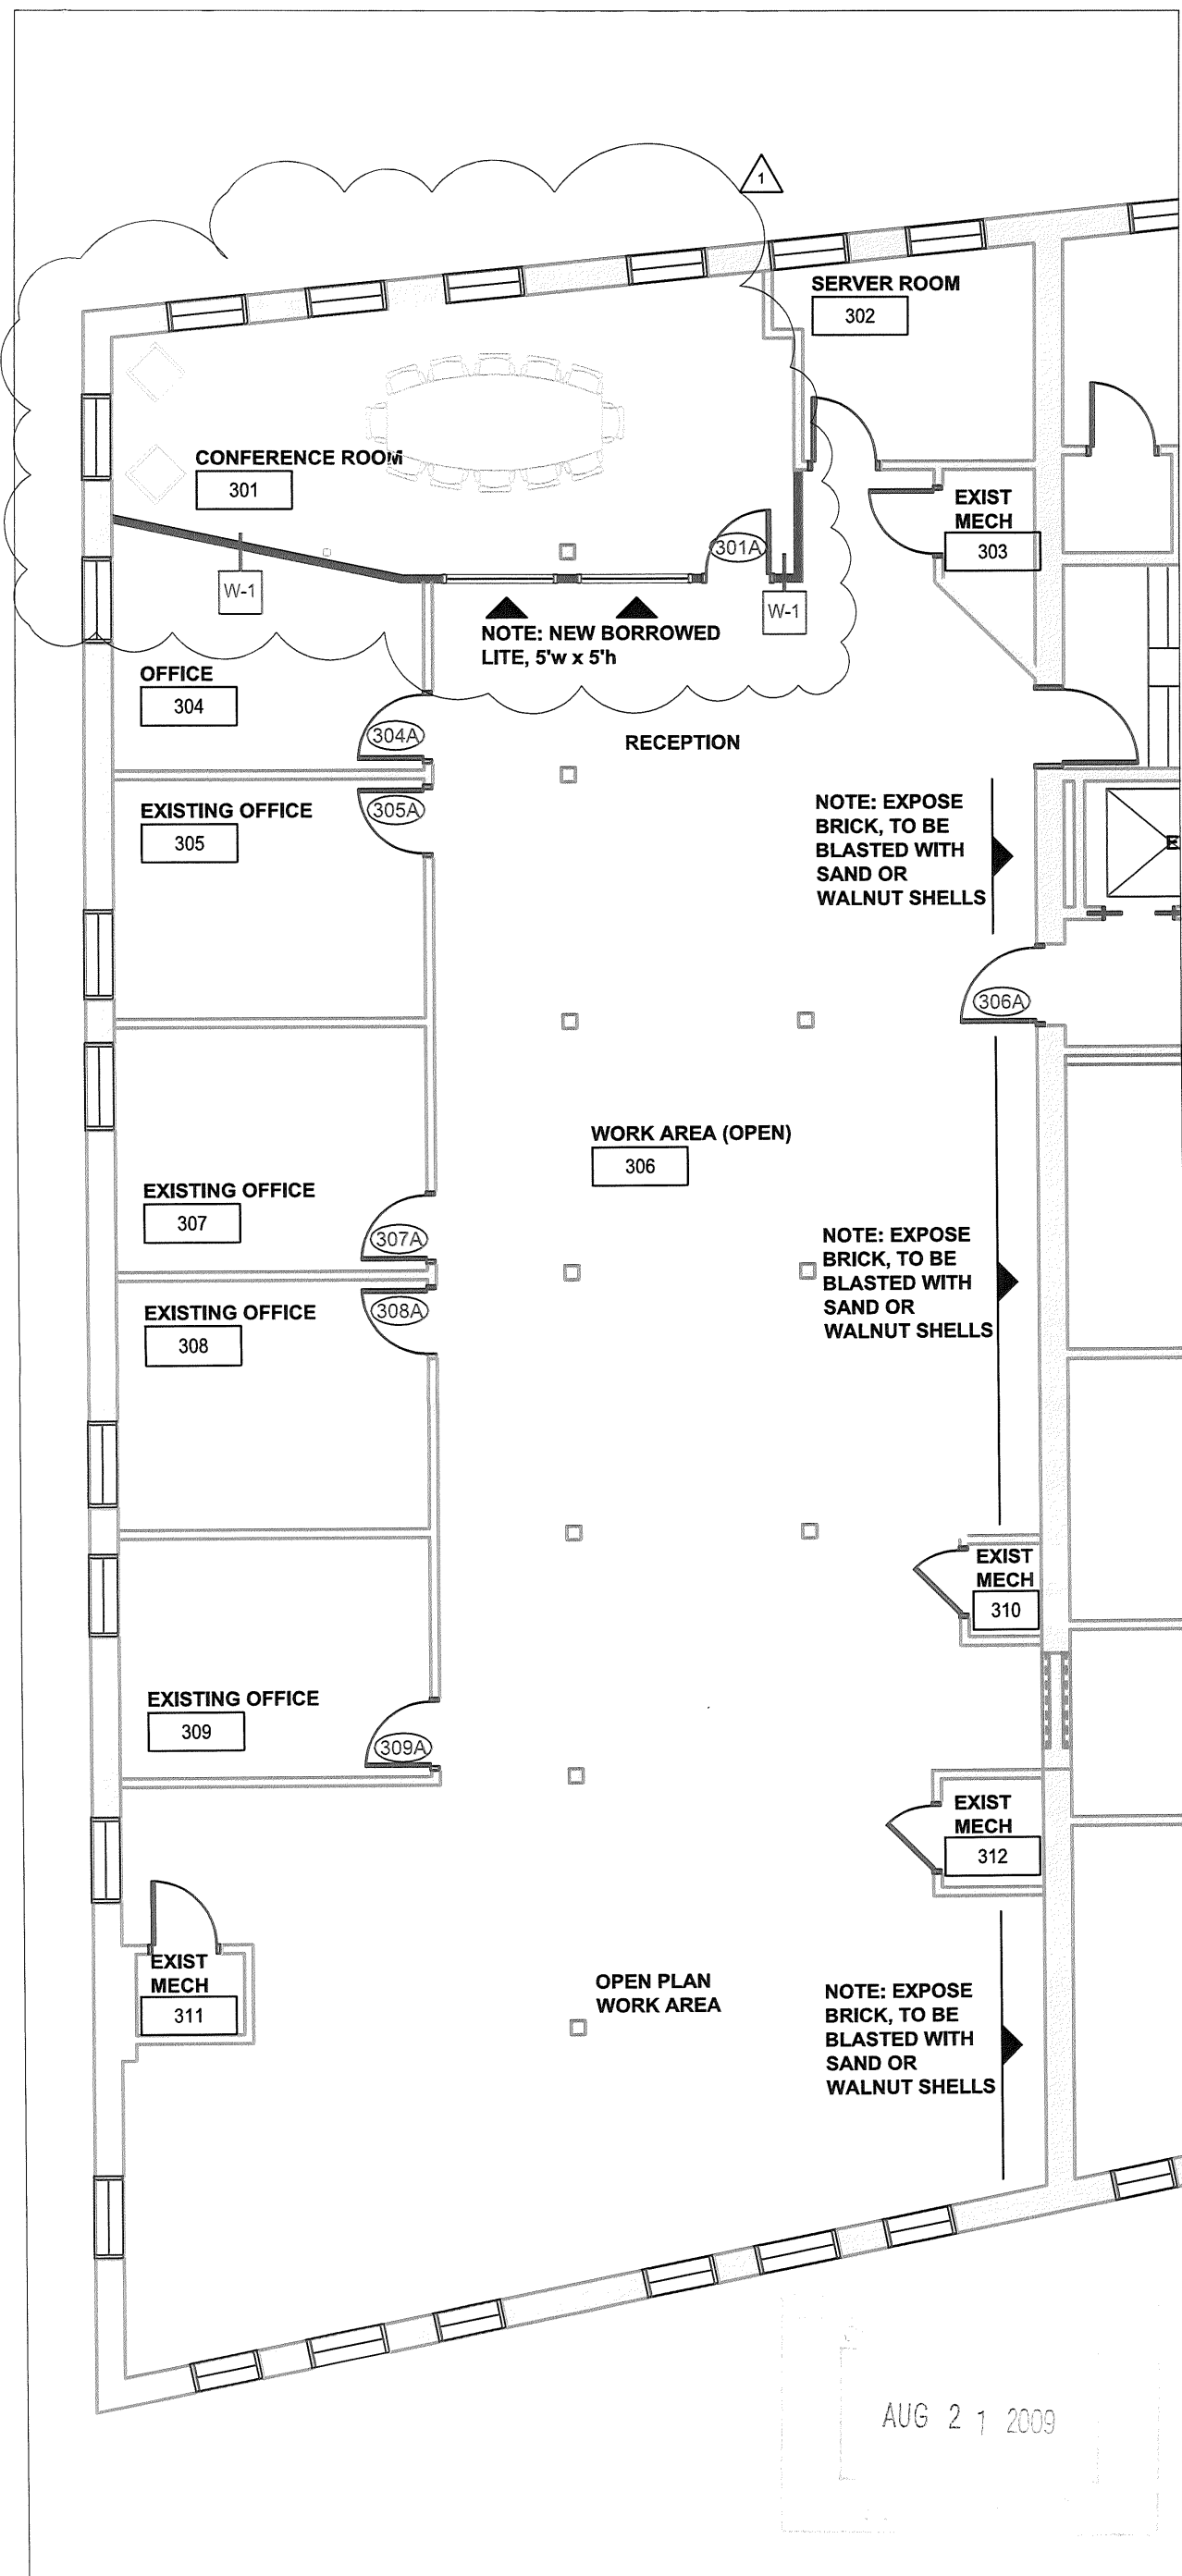 1
SERVER ROOM
302
CONFERENCE ROOM
301
EXIST
MECH
303
301A
W-1
W-1
NOTE: NEW BORROWED
LITE, 5'w x 5'h
OFFICE
304
304A
RECEPTION
EXISTING OFFICE
305
305A
NOTE: EXPOSE
BRICK, TO BE
BLASTED WITH
SAND OR
WALNUT SHELLS
306A
WORK AREA (OPEN)
306
EXISTING OFFICE
307
307A
NOTE: EXPOSE
BRICK, TO BE
BLASTED WITH
SAND OR
WALNUT SHELLS
EXISTING OFFICE
308
308A
EXIST
MECH
310
EXISTING OFFICE
309
309A
EXIST
MECH
312
EXIST
MECH
311
OPEN PLAN
WORK AREA
NOTE: EXPOSE
BRICK, TO BE
BLASTED WITH
SAND OR
WALNUT SHELLS
AUG 2 1 2009